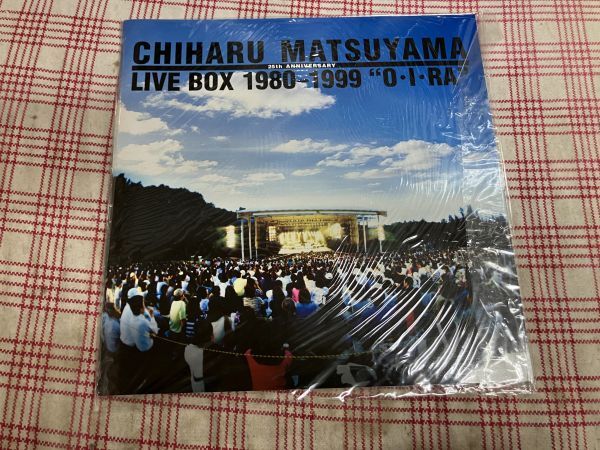 CHIHARU MATSUYAMA
25th ANNIVERSARY
LIVE BOX 1980~1999 "O・I・RA"